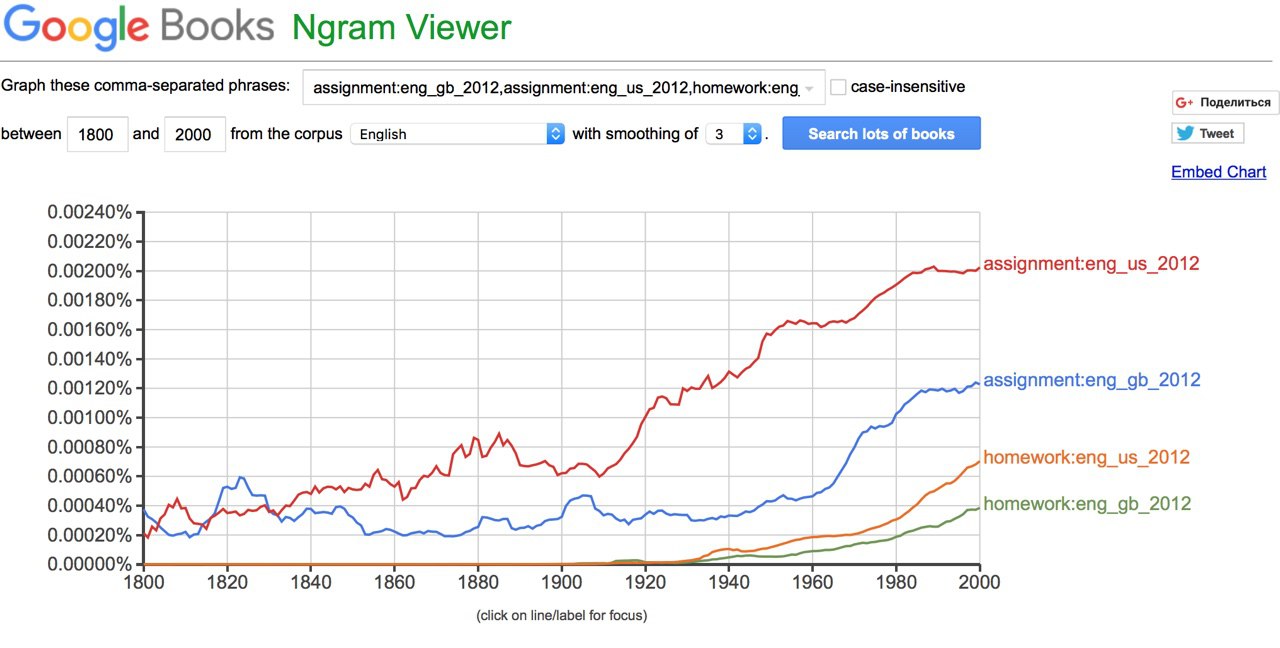 Google Books Ngram Viewer
Graph these comma-separated phrases: assignment:eng_gb_2012,assignment:eng_us_2012,homework:eng_ case-insensitive
between 1800 and 2000 from the corpus English with smoothing of 3 . Search lots of books
G+ Поделиться
Tweet
Embed Chart
0.00240%
0.00220%
0.00200%
0.00180%
0.00160%
0.00140%
0.00120%
0.00100%
0.00080%
0.00060%
0.00040%
0.00020%
0.00000%
assignment:eng_us_2012
assignment:eng_gb_2012
homework:eng_us_2012
homework:eng_gb_2012
1800 1820 1840 1860 1880 1900 1920 1940 1960 1980 2000
(click on line/label for focus)